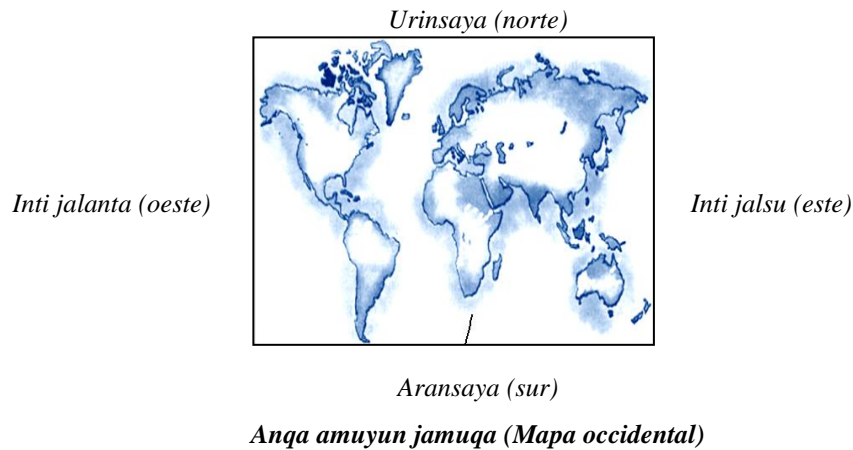 Urinsaya (norte)
Inti jalanta (oeste)
Inti jalsu (este)
Aransaya (sur)
Anqa amuyun jamuqa (Mapa occidental)